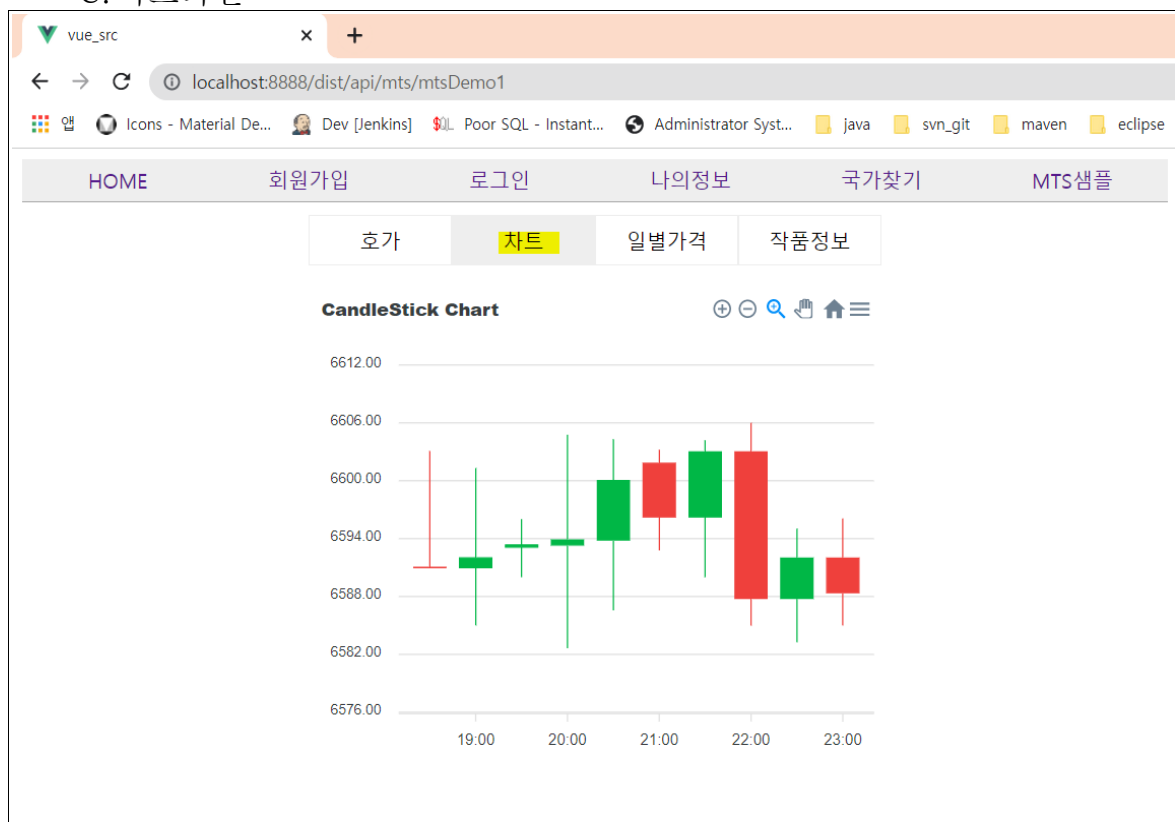 vue_src
localhost:8888/dist/api/mts/mtsDemo1
앱 Icons - Material De... Dev [Jenkins] Poor SQL - Instant... Administrator Syst... java svn_git maven eclipse
HOME 회원가입 로그인 나의정보 국가찾기 MTS샘플
호가 차트 일별가격 작품정보
CandleStick Chart
6612.00
6606.00
6600.00
6594.00
6588.00
6582.00
6576.00
19:00 20:00 21:00 22:00 23:00